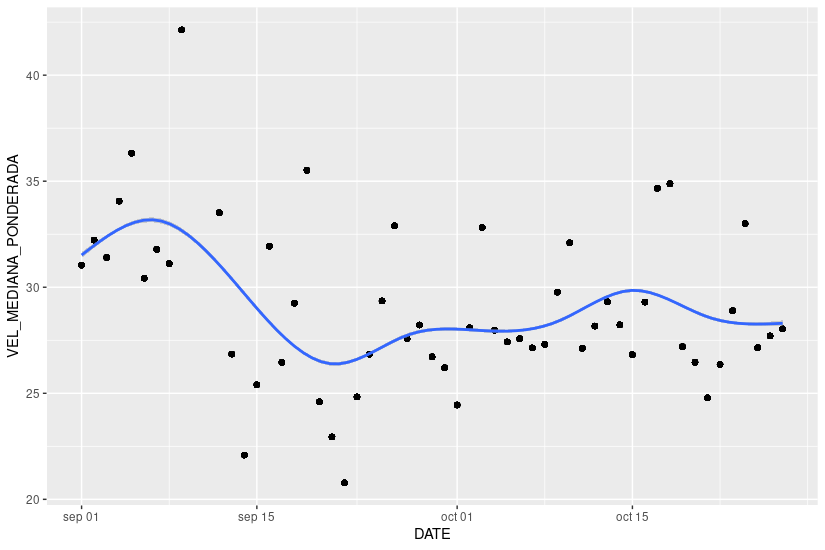 VEL_MEDIANA_PONDERADA
40
35
30
25
20
sep 01
sep 15
oct 01
oct 15
DATE